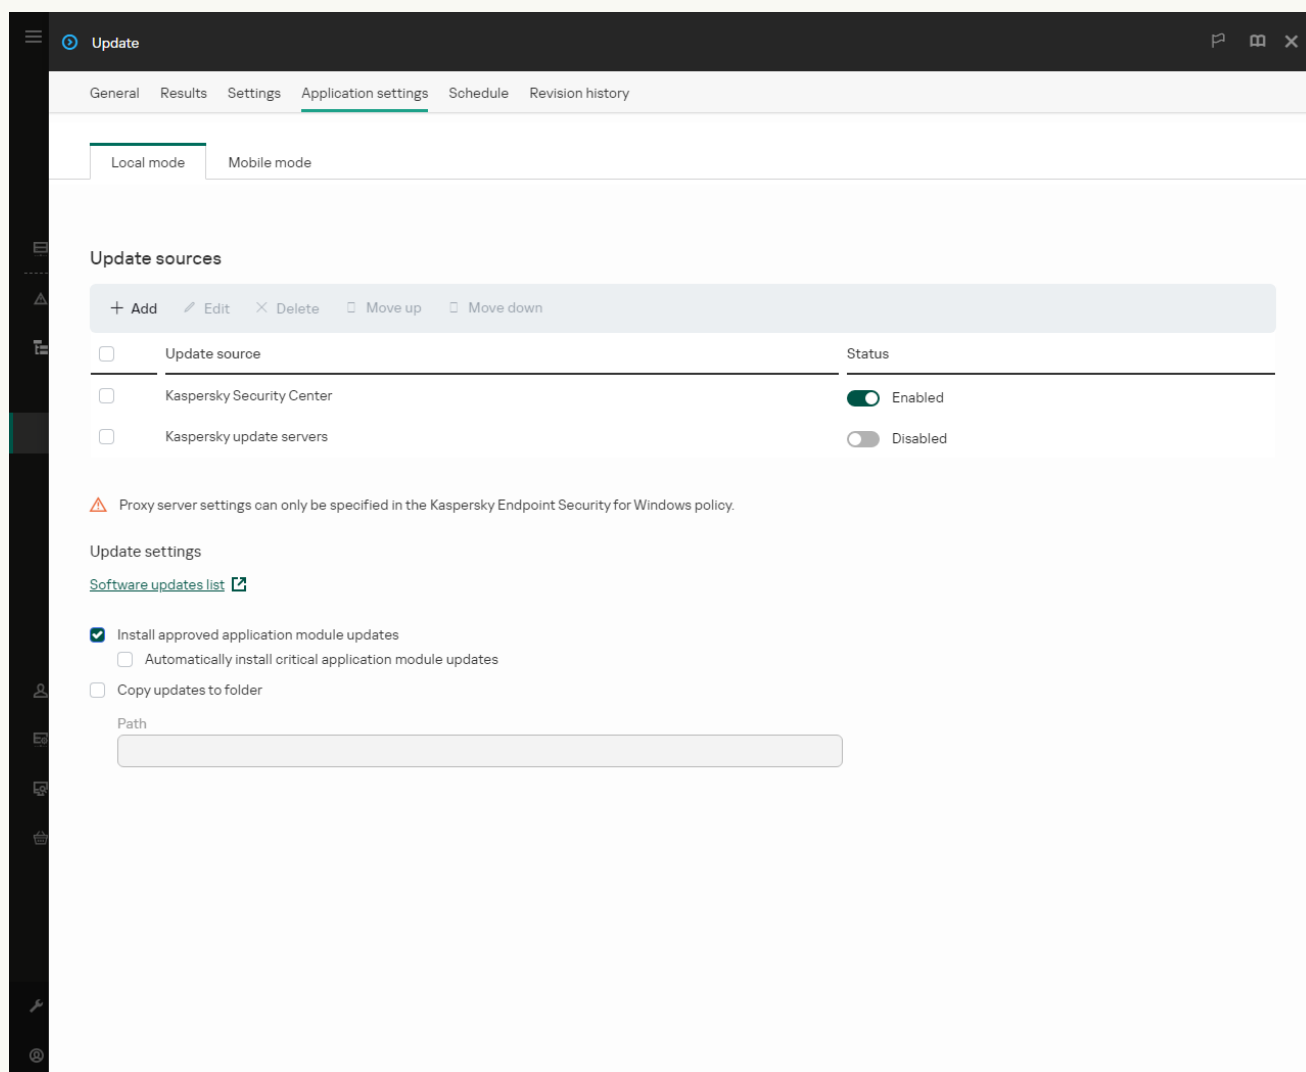 Update
General Results Settings Application settings Schedule Revision history
Local mode Mobile mode
Update sources
Add Edit Delete Move up Move down
Update source Status
Kaspersky Security Center Enabled
Kaspersky update servers Disabled
Proxy server settings can only be specified in the Kaspersky Endpoint Security for Windows policy.
Update settings
Software updates list
Install approved application module updates
Automatically install critical application module updates
Copy updates to folder
Path